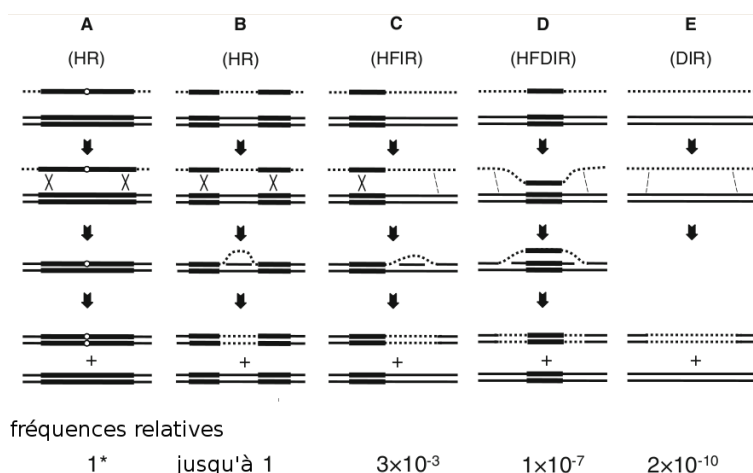 A B C D E
(HR) (HR) (HFIR) (HFDIR) (DIR)
+ + + + +
fréquences relatives
1* jusqu'à 1 3×10⁻³ 1×10⁻⁷ 2×10⁻¹⁰